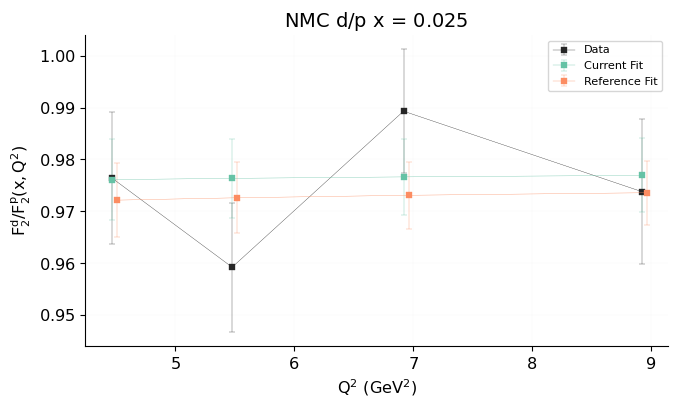 NMC d/p x = 0.025
Data
Current Fit
Reference Fit
1.00
0.99
0.98
0.97
0.96
0.95
F₂ᵈ/F₂ᵖ(x, Q²)
5
6
7
8
9
Q² (GeV²)